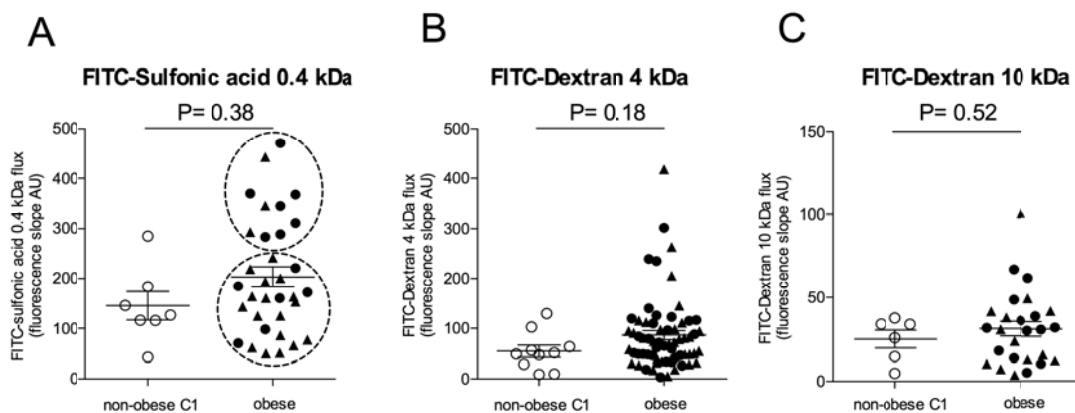 A
FITC-Sulfonic acid 0.4 kDa
P= 0.38
FITC-sulfonic acid 0.4 kDa flux
(fluorescence slope AU)
500
400
300
200
100
0
non-obese C1
obese
B
FITC-Dextran 4 kDa
P= 0.18
FITC-Dextran 4 kDa flux
(fluorescence slope AU)
500
400
300
200
100
0
non-obese C1
obese
C
FITC-Dextran 10 kDa
P= 0.52
FITC-Dextran 10 kDa flux
(fluorescence slope AU)
150
100
50
0
non-obese C1
obese